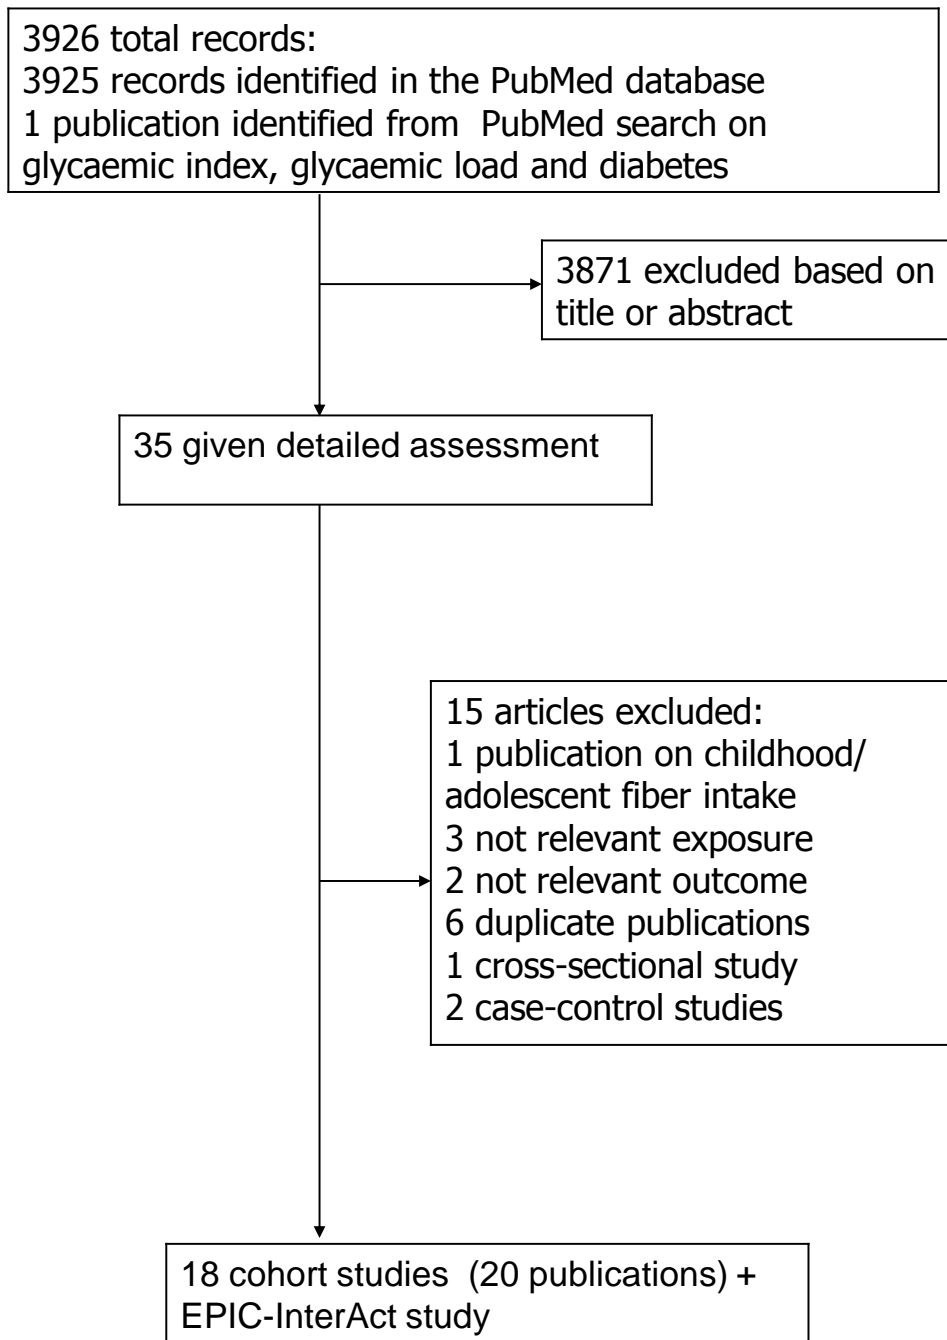 3926 total records:
3925 records identified in the PubMed database
1 publication identified from PubMed search on
glycaemic index, glycaemic load and diabetes
3871 excluded based on
title or abstract
35 given detailed assessment
15 articles excluded:
1 publication on childhood/
adolescent fiber intake
3 not relevant exposure
2 not relevant outcome
6 duplicate publications
1 cross-sectional study
2 case-control studies
18 cohort studies (20 publications) +
EPIC-InterAct study